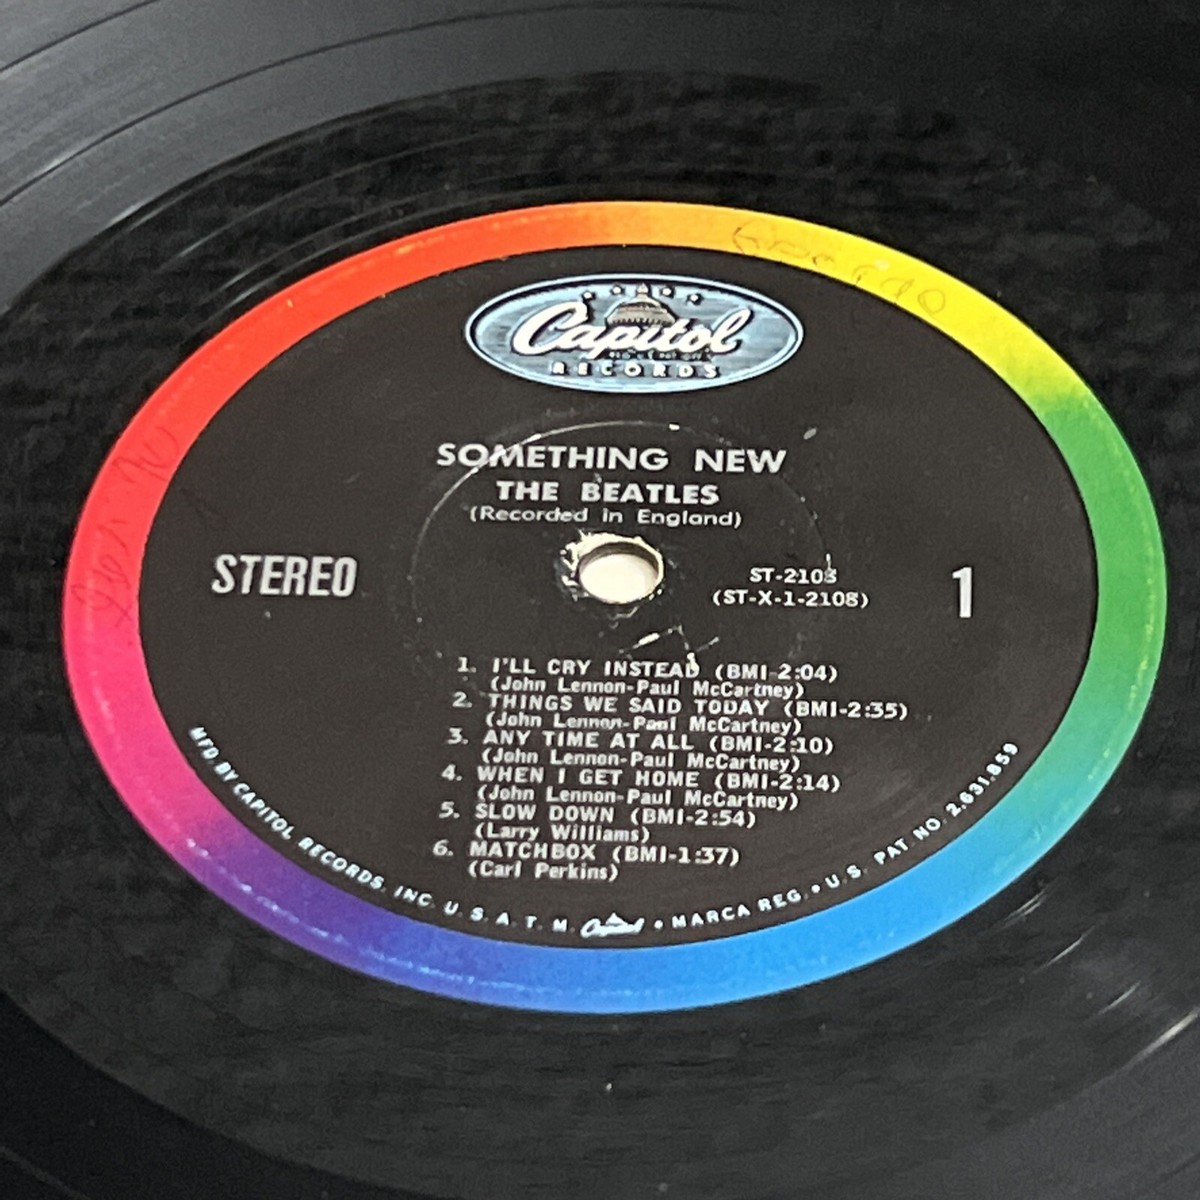 Capitol
RECORDS
SOMETHING NEW
THE BEATLES
(Recorded in England)
STEREO
ST-2108
(ST-X-1-2108)
1
1. I'LL CRY INSTEAD (BMI-2:04)
(John Lennon-Paul McCartney)
2. THINGS WE SAID TODAY (BMI-2:35)
(John Lennon-Paul McCartney)
3. ANY TIME AT ALL (BMI-2:10)
(John Lennon-Paul McCartney)
4. WHEN I GET HOME (BMI-2:14)
(John Lennon-Paul McCartney)
5. SLOW DOWN (BMI-2:54)
(Larry Williams)
6. MATCHBOX (BMI-1:37)
(Carl Perkins)
MFD. BY CAPITOL RECORDS, INC. U. S. A. T. M. Capitol • MARCA REG. • U.S. PAT NO. 2,631,859